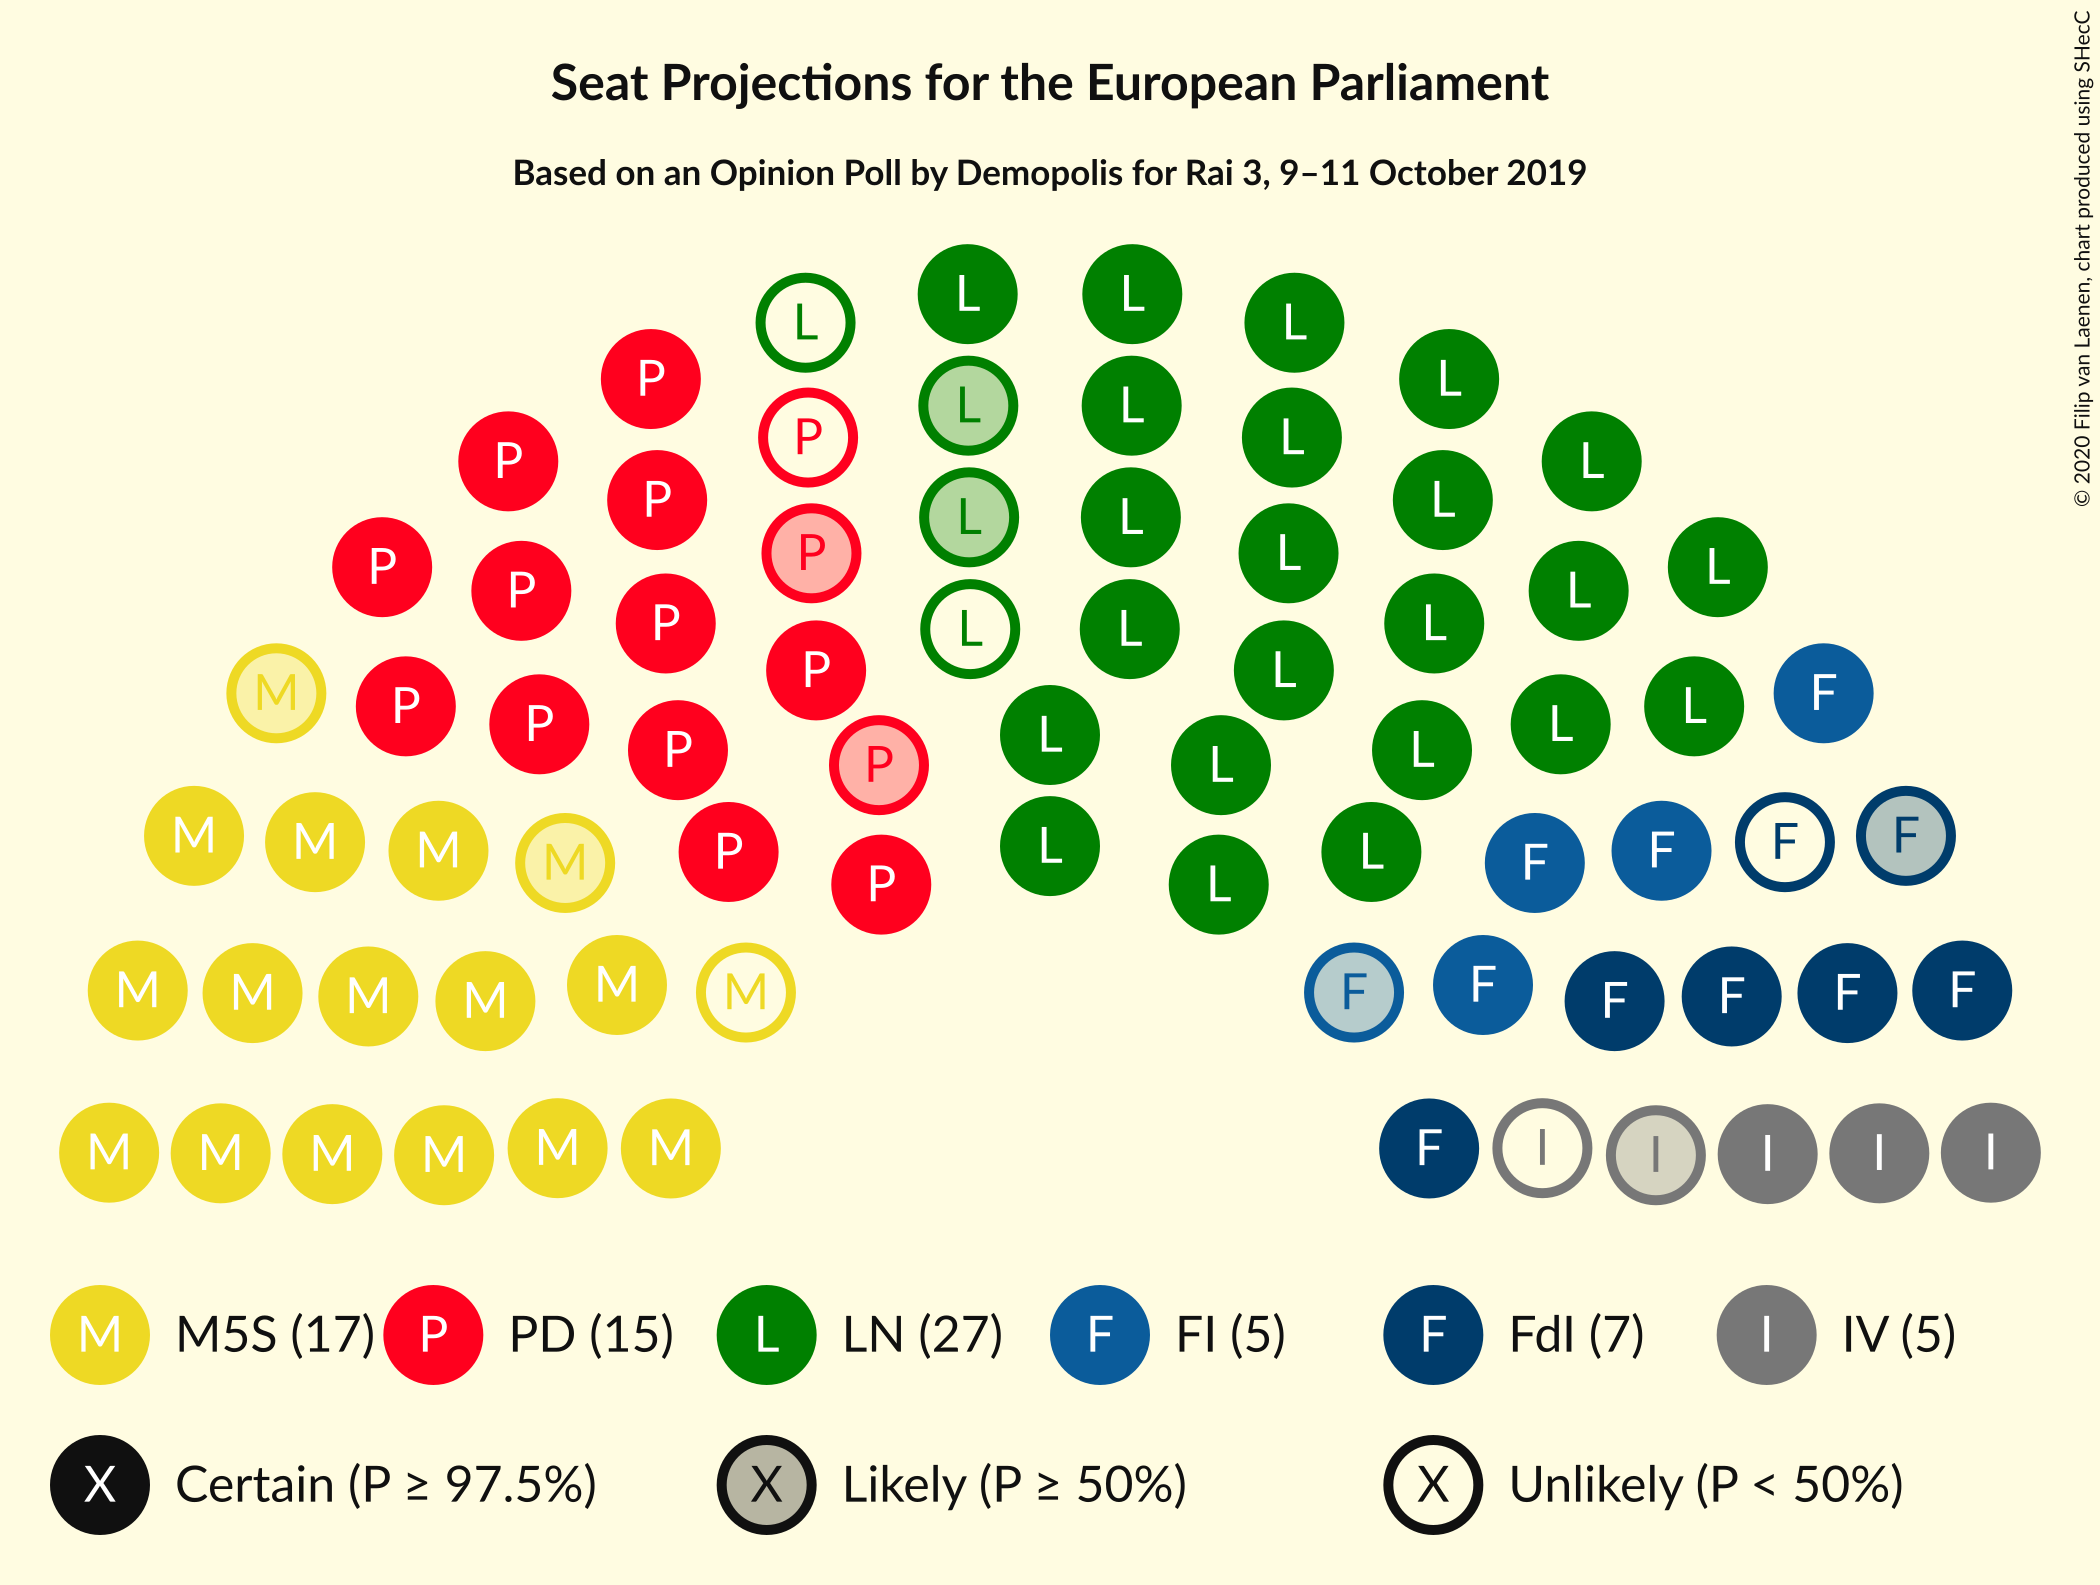 Seat Projections for the European Parliament
Based on an Opinion Poll by Demopolis for Rai 3, 9–11 October 2019
© 2020 Filip van Laenen, chart produced using SHecC
L L L L
P L P
L L L
P P L L
P L L L
P P P L L L
P P L L
M P P P P L L L L L L F
P L L
M M M M P P L L L F F F F
M M M M M M F F F F F F
M M M M M M F I I I I I
M M5S (17) P PD (15) L LN (27) F FI (5) F FdI (7) I IV (5)
X Certain (P ≥ 97.5%) X Likely (P ≥ 50%) X Unlikely (P < 50%)